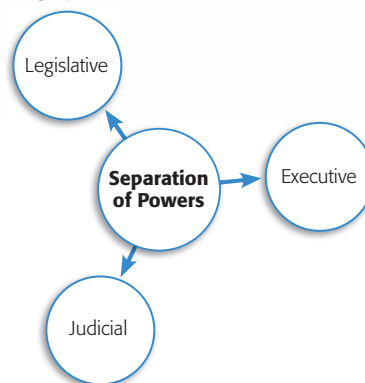 Legislative
Separation
of Powers
Executive
Judicial